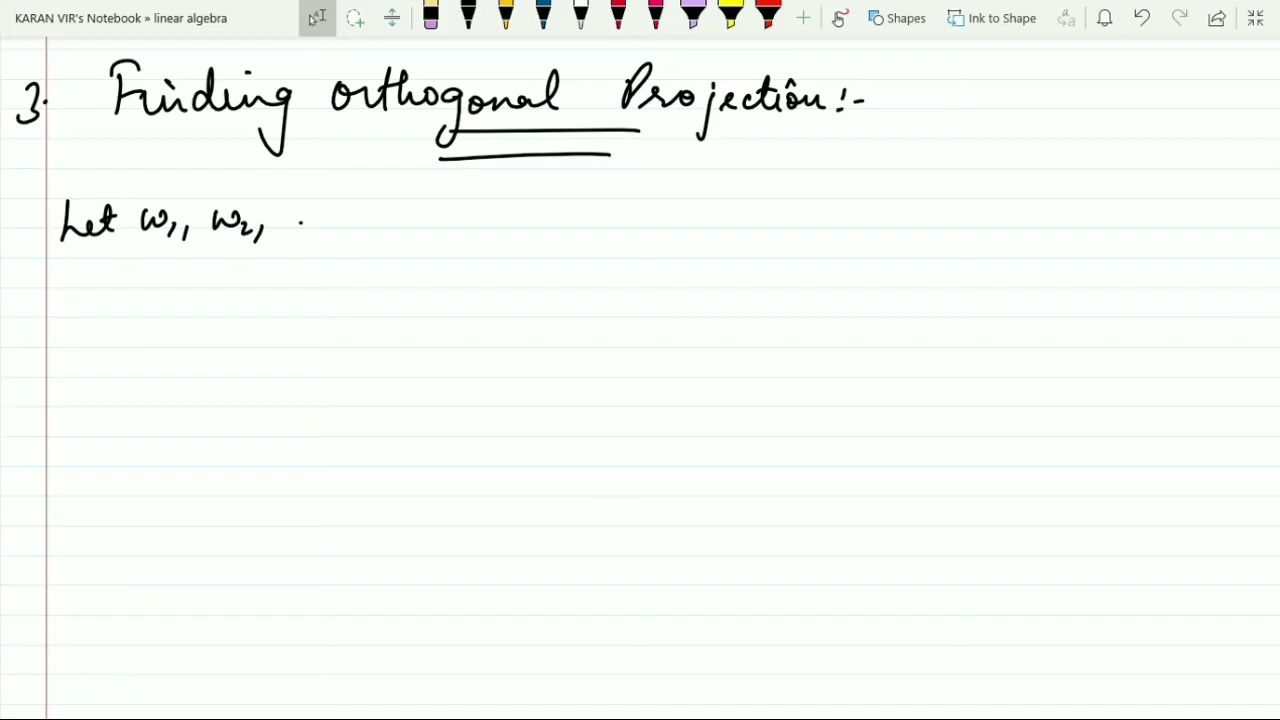 KARAN VIR's Notebook » linear algebra
Shapes
Ink to Shape
3. Finding orthogonal Projection :-
Let w1, w2, .